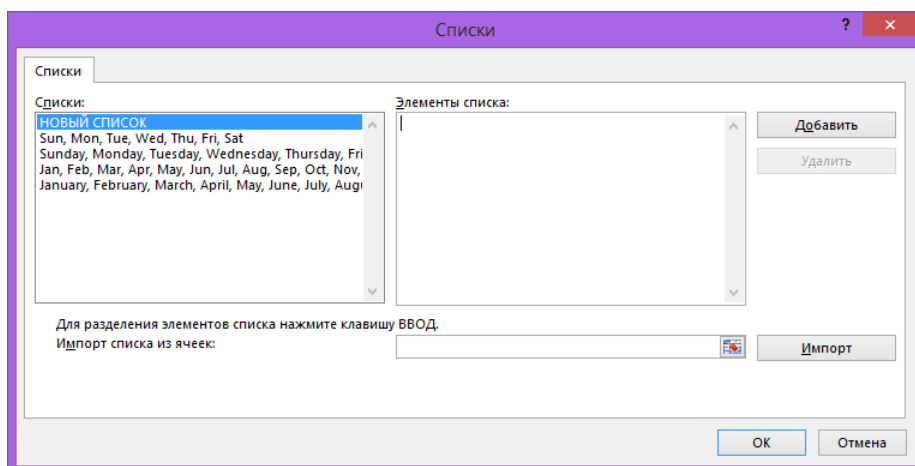 Списки
?
×
Списки
Списки:
НОВЫЙ СПИСОК
Sun, Mon, Tue, Wed, Thu, Fri, Sat
Sunday, Monday, Tuesday, Wednesday, Thursday, Fri
Jan, Feb, Mar, Apr, May, Jun, Jul, Aug, Sep, Oct, Nov,
January, February, March, April, May, June, July, Augu
Элементы списка:
Добавить
Удалить
Для разделения элементов списка нажмите клавишу ВВОД.
Импорт списка из ячеек:
Импорт
ОК
Отмена